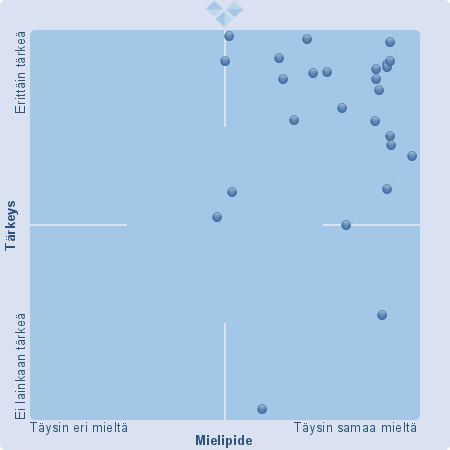 Erittäin tärkeä
Tärkeys
Ei lainkaan tärkeä
Täysin eri mieltä
Täysin samaa mieltä
Mielipide